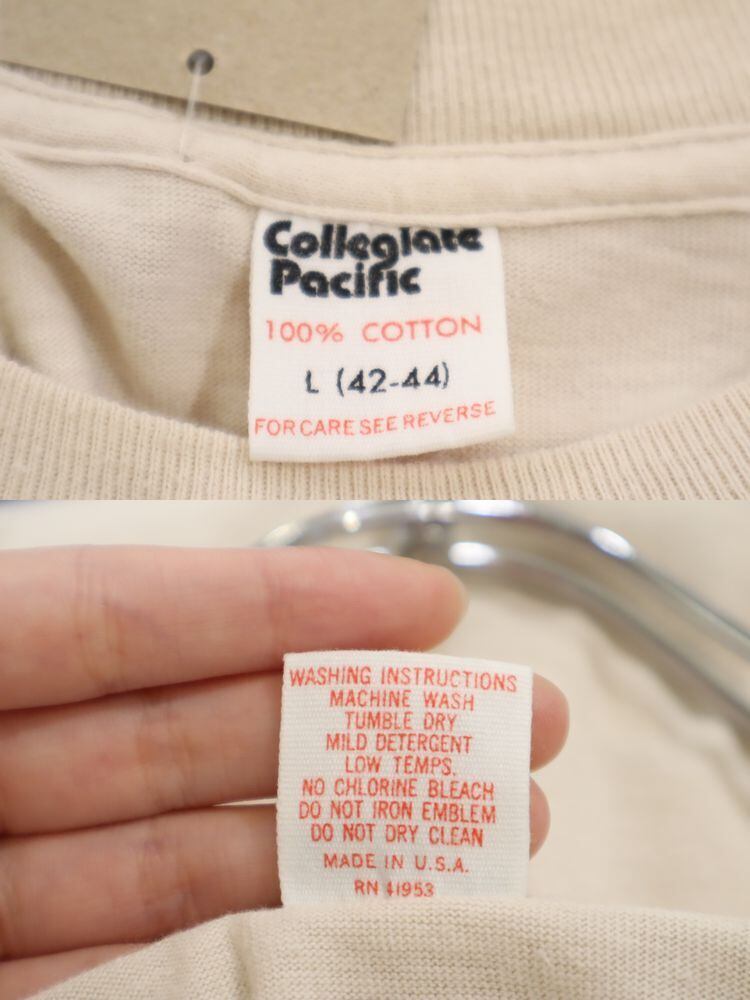 Collegiate
Pacific
100% COTTON
L (42-44)
FOR CARE SEE REVERSE
WASHING INSTRUCTIONS
MACHINE WASH
TUMBLE DRY
MILD DETERGENT
LOW TEMPS.
NO CHLORINE BLEACH
DO NOT IRON EMBLEM
DO NOT DRY CLEAN
MADE IN U.S.A.
RN 41953